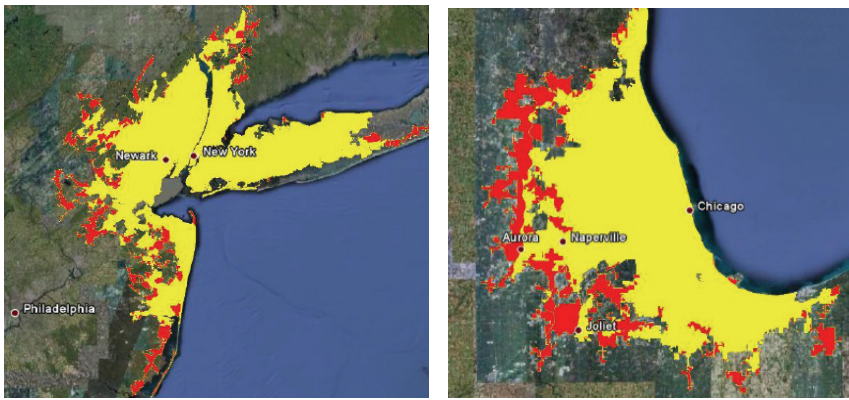 Newark
New York
Philadelphia
Chicago
Aurora
Naperville
Joliet